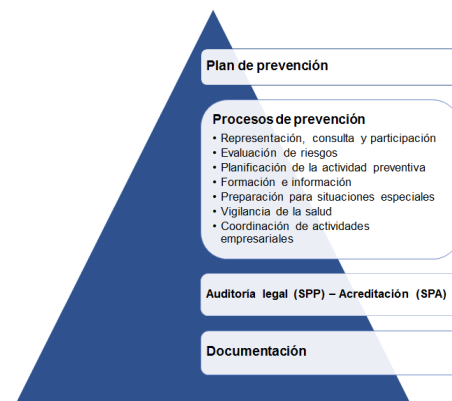 Plan de prevención
Procesos de prevención
• Representación, consulta y participación
• Evaluación de riesgos
• Planificación de la actividad preventiva
• Formación e información
• Preparación para situaciones especiales
• Vigilancia de la salud
• Coordinación de actividades
empresariales
Auditoría legal (SPP) – Acreditación (SPA)
Documentación